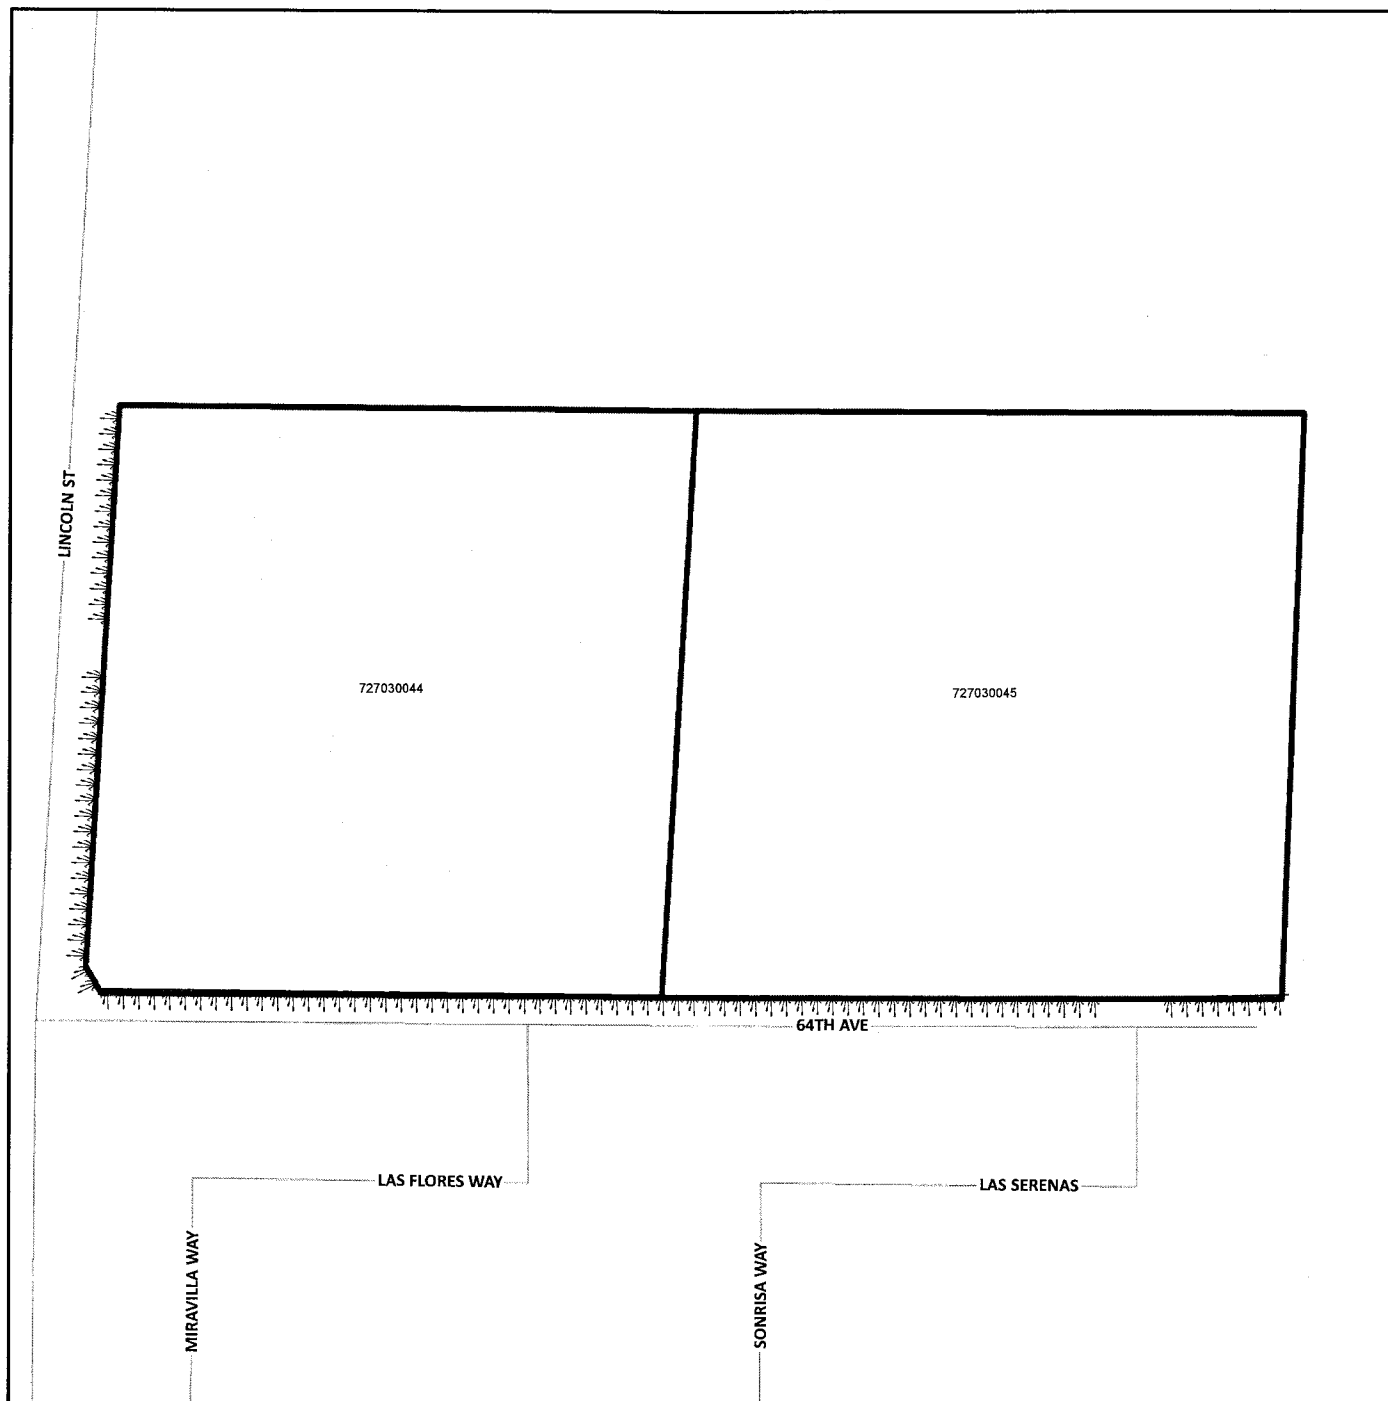 LINCOLN ST
727030044
727030045
64TH AVE
LAS FLORES WAY
LAS SERENAS
MIRAVILLA WAY
SONRISA WAY